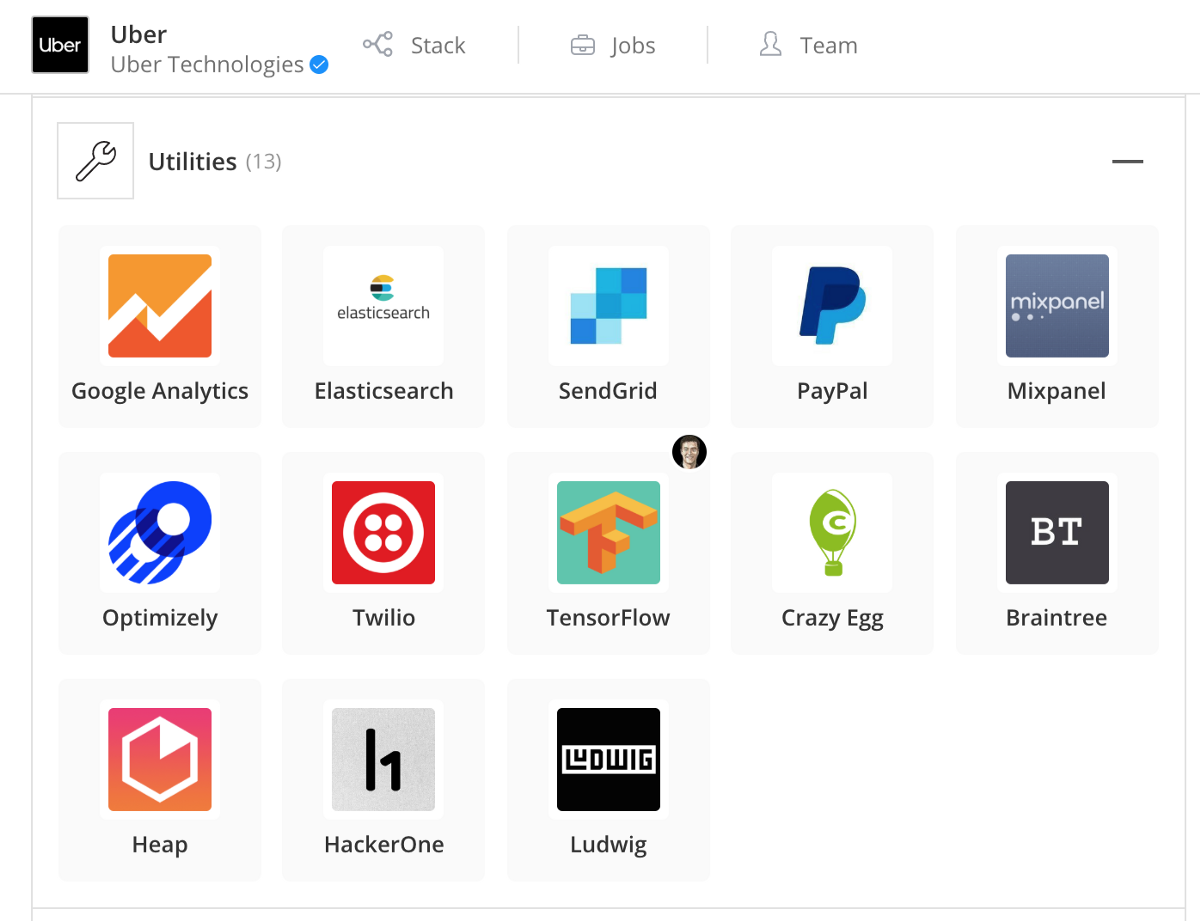 Uber
Uber
Uber Technologies
Stack
Jobs
Team
Utilities (13)
elasticsearch
mixpanel
Google Analytics
Elasticsearch
SendGrid
PayPal
Mixpanel
BT
Optimizely
Twilio
TensorFlow
Crazy Egg
Braintree
h1
LUDWIG
Heap
HackerOne
Ludwig